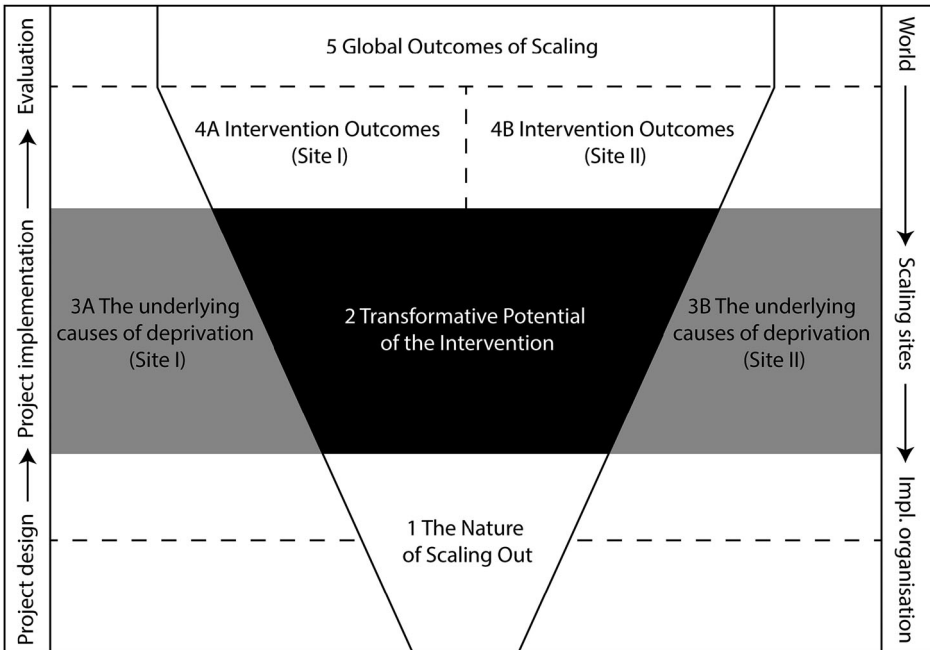 5 Global Outcomes of Scaling
4A Intervention Outcomes
(Site I)
4B Intervention Outcomes
(Site II)
3A The underlying
causes of deprivation
(Site I)
2 Transformative Potential
of the Intervention
3B The underlying
causes of deprivation
(Site II)
1 The Nature
of Scaling Out
Evaluation
Project implementation
Project design
World
Scaling sites
Impl. organisation